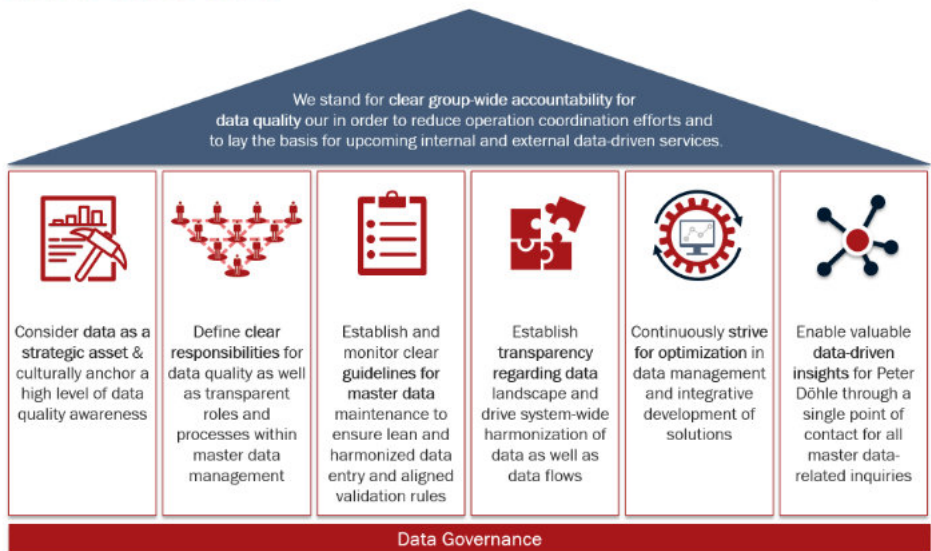 We stand for clear group-wide accountability for
data quality our in order to reduce operation coordination efforts and
to lay the basis for upcoming internal and external data-driven services.
Consider data as a
strategic asset &
culturally anchor a
high level of data
quality awareness
Define clear
responsibilities for
data quality as well
as transparent
roles and
processes within
master data
management
Establish and
monitor clear
guidelines for
master data
maintenance to
ensure lean and
harmonized data
entry and aligned
validation rules
Establish
transparency
regarding data
landscape and
drive system-wide
harmonization of
data as well as
data flows
Continuously strive
for optimization in
data management
and integrative
development of
solutions
Enable valuable
data-driven
insights for Peter
Döhle through a
single point of
contact for all
master data-
related inquiries
Data Governance